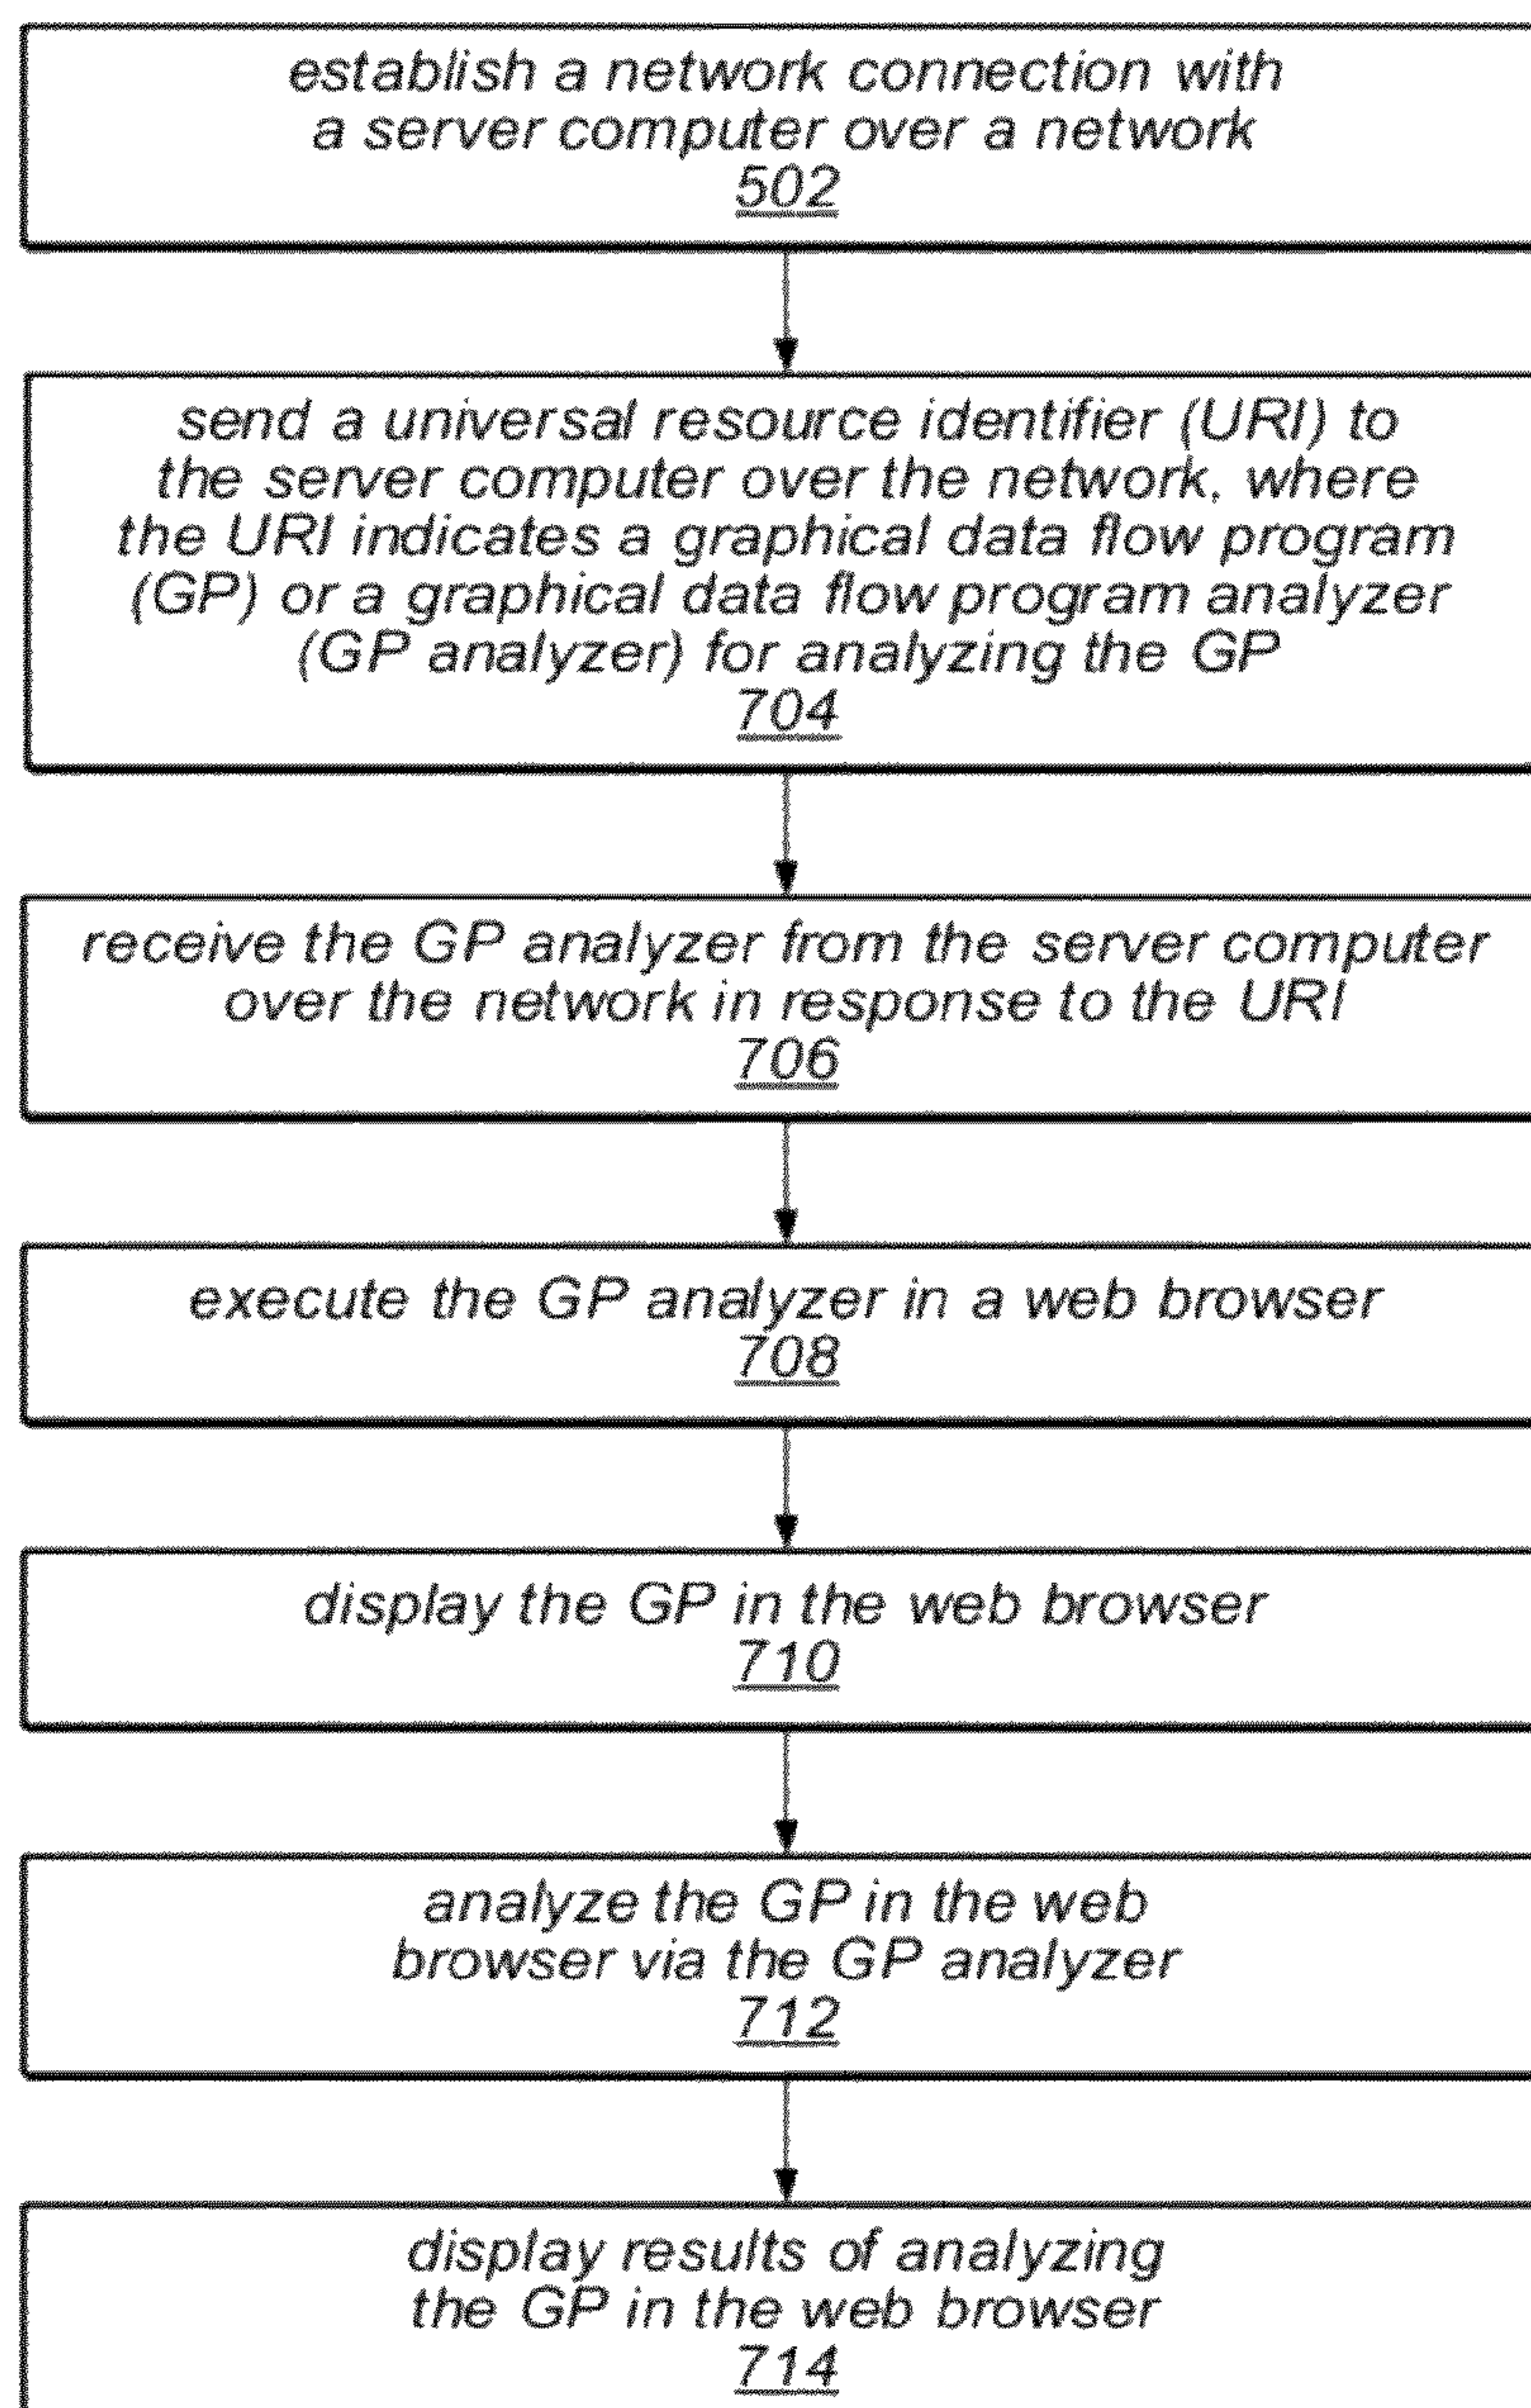 establish a network connection with
a server computer over a network
502
send a universal resource identifier (URI) to
the server computer over the network, where
the URI indicates a graphical data flow program
(GP) or a graphical data flow program analyzer
(GP analyzer) for analyzing the GP
704
receive the GP analyzer from the server computer
over the network in response to the URI
706
execute the GP analyzer in a web browser
708
display the GP in the web browser
710
analyze the GP in the web
browser via the GP analyzer
712
display results of analyzing
the GP in the web browser
714